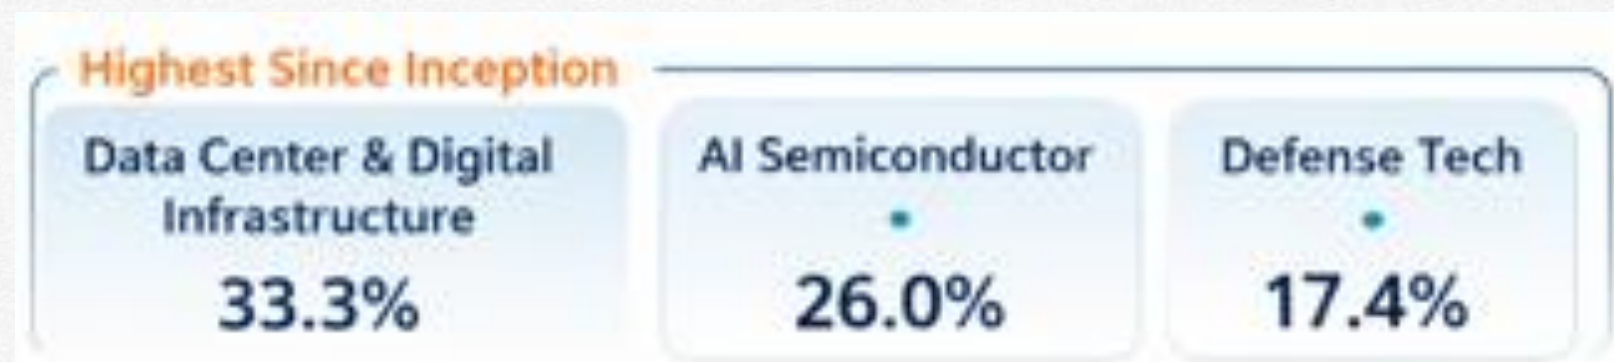 Highest Since Inception
Data Center & Digital
Infrastructure
33.3%
AI Semiconductor
26.0%
Defense Tech
17.4%